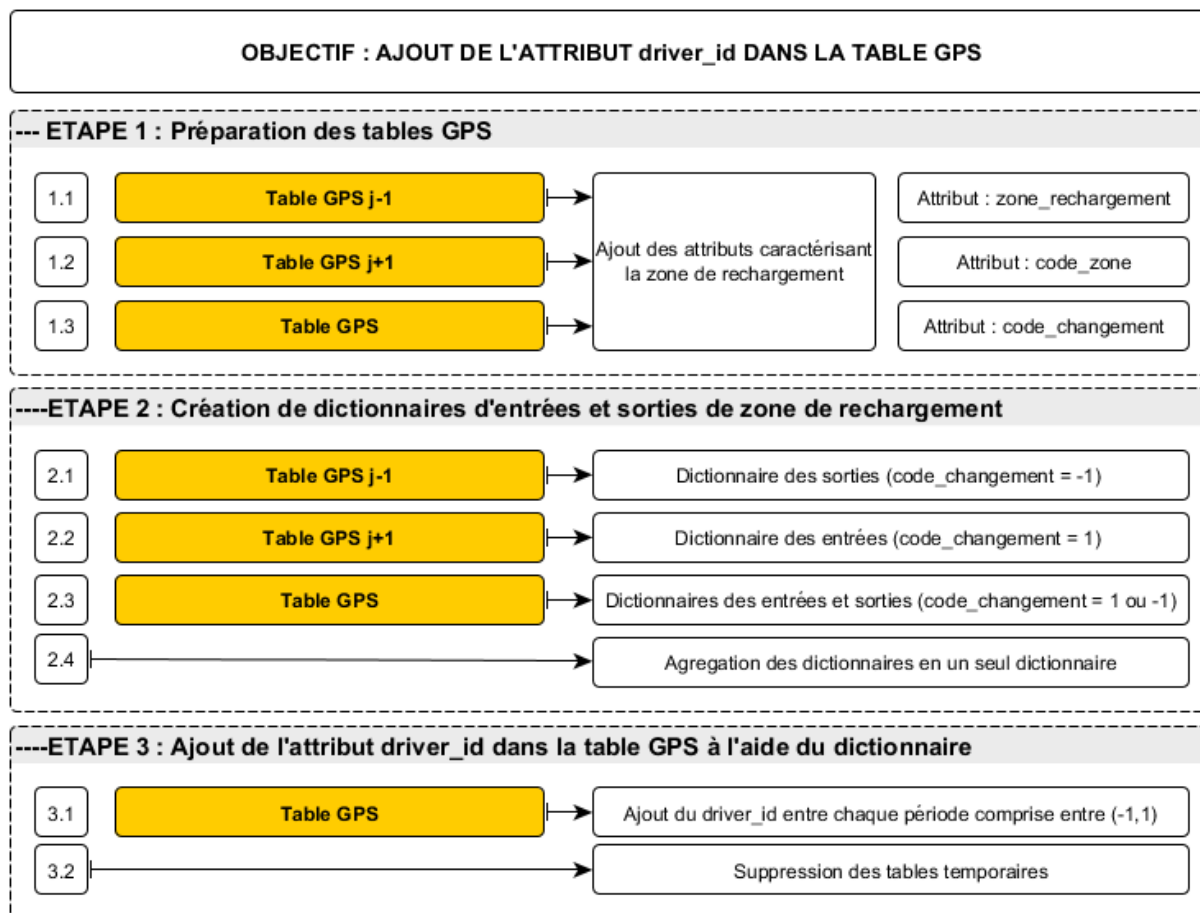 OBJECTIF : AJOUT DE L'ATTRIBUT driver_id DANS LA TABLE GPS
--- ETAPE 1 : Préparation des tables GPS
1.1
Table GPS j-1
1.2
Table GPS j+1
1.3
Table GPS
Ajout des attributs caractérisant
la zone de rechargement
Attribut : zone_rechargement
Attribut : code_zone
Attribut : code_changement
----ETAPE 2 : Création de dictionnaires d'entrées et sorties de zone de rechargement
2.1
Table GPS j-1
Dictionnaire des sorties (code_changement = -1)
2.2
Table GPS j+1
Dictionnaire des entrées (code_changement = 1)
2.3
Table GPS
Dictionnaires des entrées et sorties (code_changement = 1 ou -1)
2.4
Agregation des dictionnaires en un seul dictionnaire
----ETAPE 3 : Ajout de l'attribut driver_id dans la table GPS à l'aide du dictionnaire
3.1
Table GPS
Ajout du driver_id entre chaque période comprise entre (-1,1)
3.2
Suppression des tables temporaires